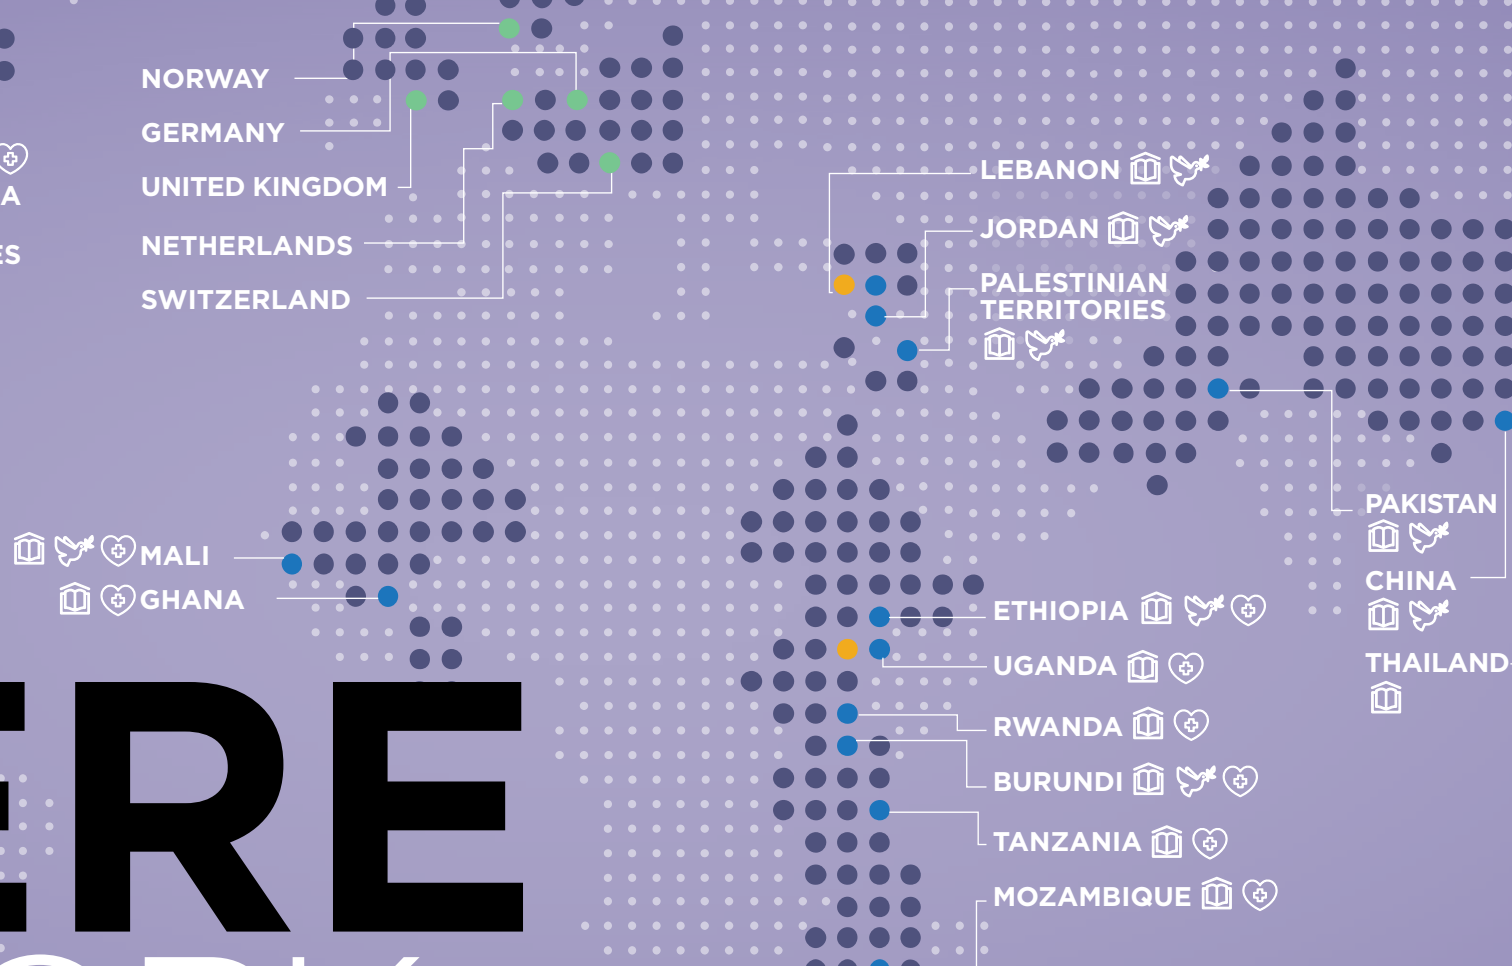 NORWAY
GERMANY
UNITED KINGDOM
NETHERLANDS
SWITZERLAND
A
ES
LEBANON
JORDAN
PALESTINIAN
TERRITORIES
PAKISTAN
CHINA
THAILAND
MALI
GHANA
ETHIOPIA
UGANDA
RWANDA
BURUNDI
TANZANIA
MOZAMBIQUE
ERE